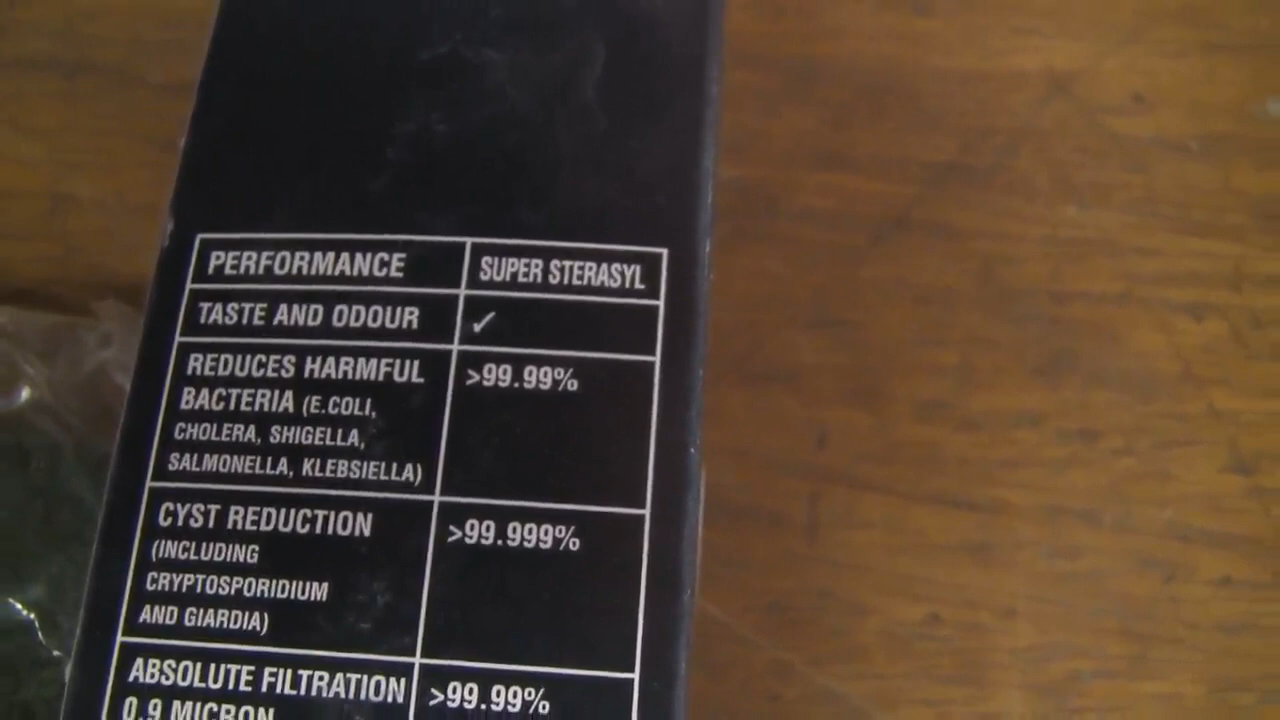 PERFORMANCE SUPER STERASYL
TASTE AND ODOUR ✓
REDUCES HARMFUL >99.99%
BACTERIA (E.COLI,
CHOLERA, SHIGELLA,
SALMONELLA, KLEBSIELLA)
CYST REDUCTION >99.999%
(INCLUDING
CRYPTOSPORIDIUM
AND GIARDIA)
ABSOLUTE FILTRATION >99.99%
0.9 MICRON